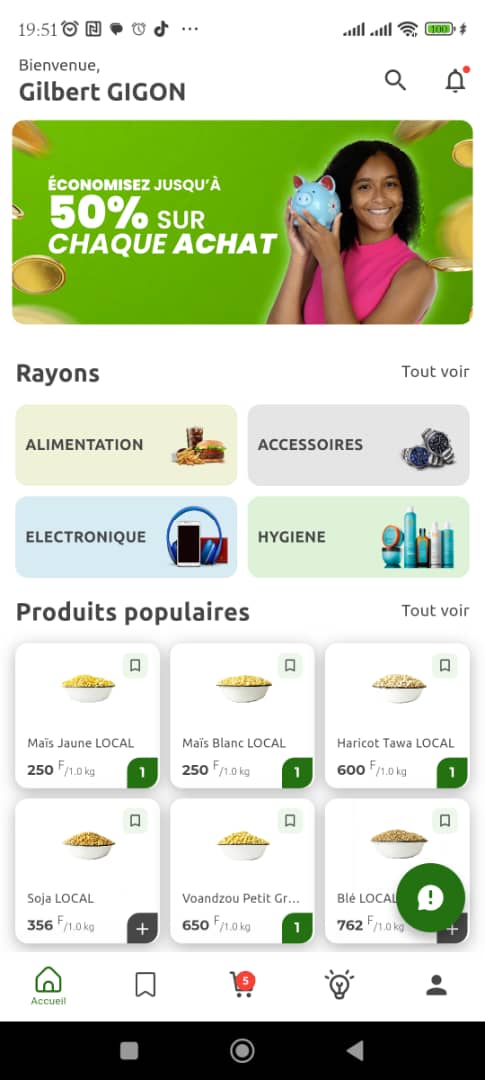 19:51
100
Bienvenue,
Gilbert GIGON
ÉCONOMISEZ JUSQU'À
50% SUR
CHAQUE ACHAT
Rayons
Tout voir
ALIMENTATION
ACCESSOIRES
ELECTRONIQUE
HYGIENE
Produits populaires
Tout voir
Maïs Jaune LOCAL
250 F/1.0 kg
1
Maïs Blanc LOCAL
250 F/1.0 kg
1
Haricot Tawa LOCAL
600 F/1.0 kg
1
Soja LOCAL
356 F/1.0 kg
+
Voandzou Petit Gr...
650 F/1.0 kg
1
Blé LOCAL
762 F/1.0 kg
+
5
Accueil